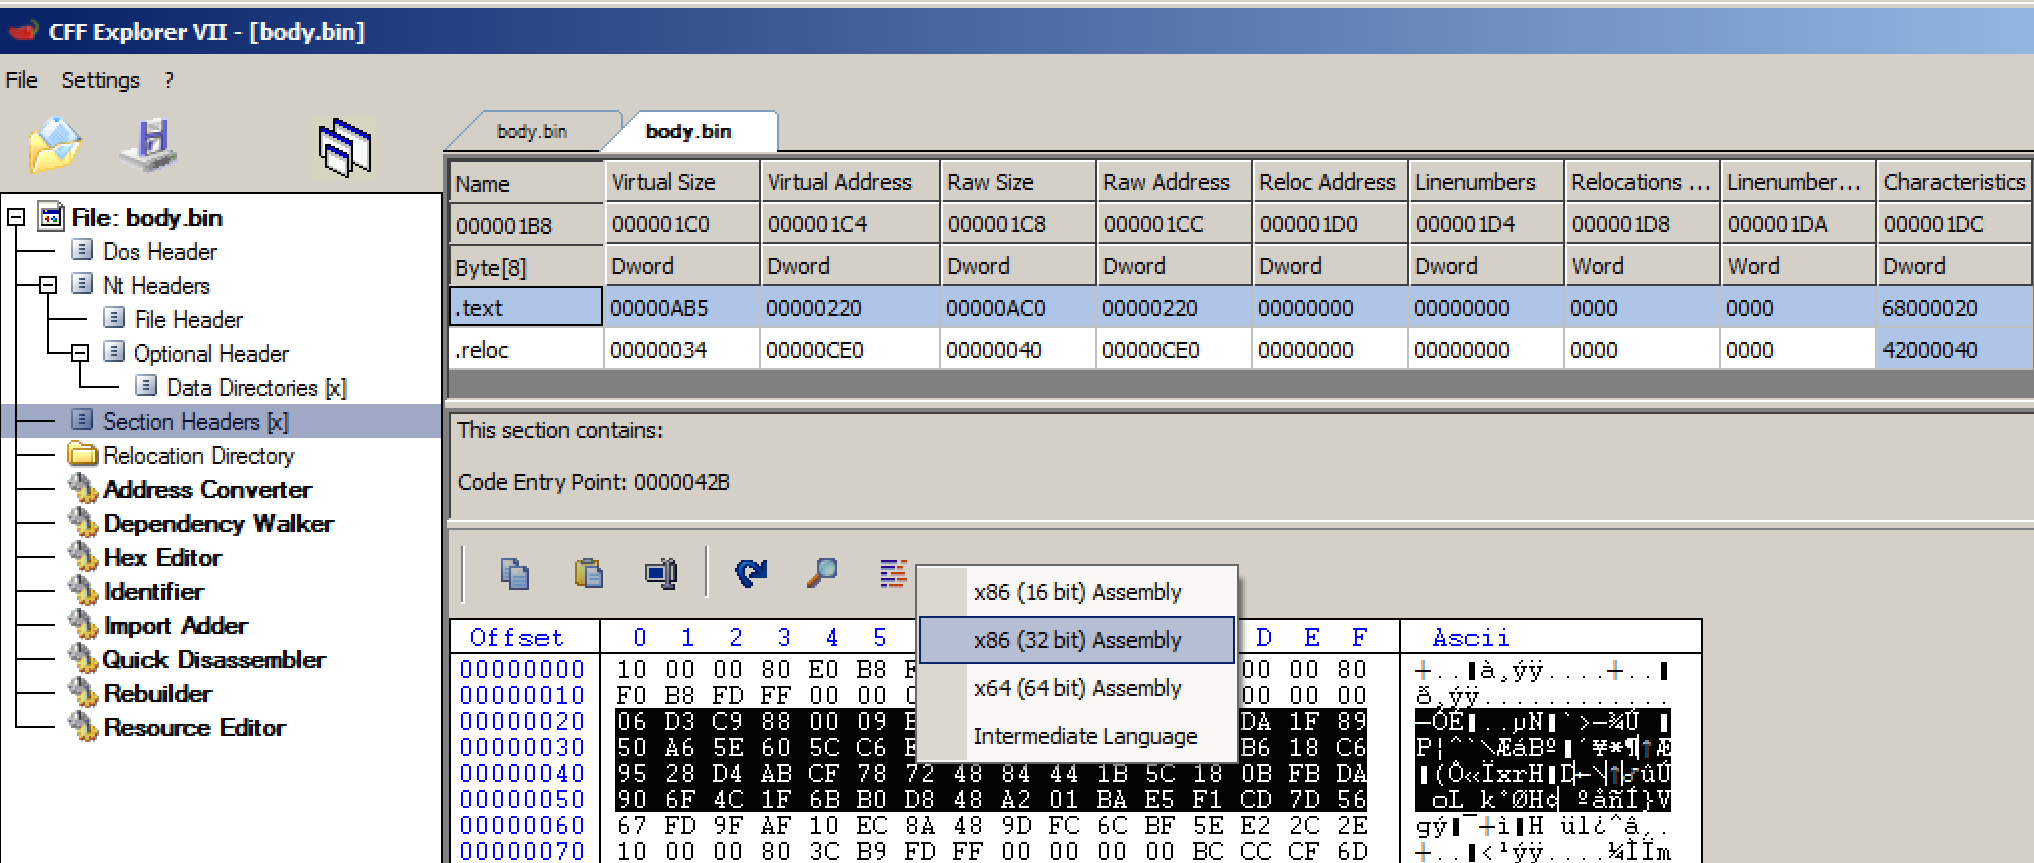 CFF Explorer VII - [body.bin]
File Settings ?
body.bin
body.bin
Name Virtual Size Virtual Address Raw Size Raw Address Reloc Address Linenumbers Relocations ... Linenumber... Characteristics
000001B8 000001C0 000001C4 000001C8 000001CC 000001D0 000001D4 000001D8 000001DA 000001DC
Byte[8] Dword Dword Dword Dword Dword Dword Word Word Dword
.text 00000AB5 00000220 00000AC0 00000220 00000000 00000000 0000 0000 68000020
.reloc 00000034 00000CE0 00000040 00000CE0 00000000 00000000 0000 0000 42000040
File: body.bin
Dos Header
Nt Headers
File Header
Optional Header
Data Directories [x]
Section Headers [x]
Relocation Directory
Address Converter
Dependency Walker
Hex Editor
Identifier
Import Adder
Quick Disassembler
Rebuilder
Resource Editor
This section contains:
Code Entry Point: 0000042B
x86 (16 bit) Assembly
x86 (32 bit) Assembly
x64 (64 bit) Assembly
Intermediate Language
Offset 0 1 2 3 4 5 D E F Ascii
00000000 10 00 00 80 E0 B8 00 00 80
00000010 F0 B8 FD FF 00 00 00 00 00
00000020 06 D3 C9 88 00 09 DA 1F 89
00000030 50 A6 5E 60 5C C6 B6 18 C6
00000040 95 28 D4 AB CF 78 72 48 84 44 1B 5C 18 0B FB DA
00000050 90 6F 4C 1F 6B B0 D8 48 A2 01 BA E5 F1 CD 7D 56
00000060 67 FD 9F AF 10 EC 8A 48 9D FC 6C BF 5E E2 2C 2E
00000070 10 00 00 80 3C B9 FD FF 00 00 00 00 BC CC CF 6D